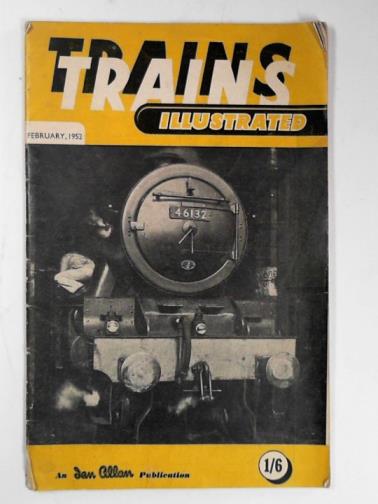 TRAINS
ILLUSTRATED
FEBRUARY, 1952
46132
An Ian Allan Publication
1/6